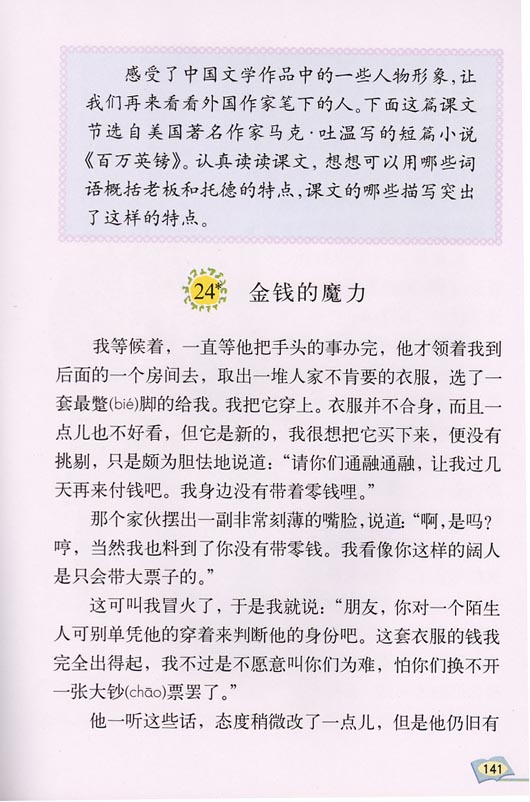 感受了中国文学作品中的一些人物形象，让
我们再来看看外国作家笔下的人。下面这篇课文
节选自美国著名作家马克·吐温写的短篇小说
《百万英镑》。认真读读课文，想想可以用哪些词
语概括老板和托德的特点，课文的哪些描写突出
了这样的特点。
24* 金钱的魔力
我等候着，一直等他把手头的事办完，他才领着我到
后面的一个房间去，取出一堆人家不肯要的衣服，选了一
套最蹩(bié)脚的给我。我把它穿上。衣服并不合身，而且一
点儿也不好看，但它是新的，我很想把它买下来，便没有
挑剔，只是颇为胆怯地说道：“请你们通融通融，让我过几
天再来付钱吧。我身边没有带着零钱哩。”
那个家伙摆出一副非常刻薄的嘴脸，说道：“啊，是吗？
哼，当然我也料到了你没有带零钱。我看像你这样的阔人
是只会带大票子的。”
这可叫我冒火了，于是我就说：“朋友，你对一个陌生
人可别单凭他的穿着来判断他的身份吧。这套衣服的钱我
完全出得起，我不过是不愿意叫你们为难，怕你们换不开
一张大钞(chāo)票罢了。”
他一听这些话，态度稍微改了一点儿，但是他仍旧有
141